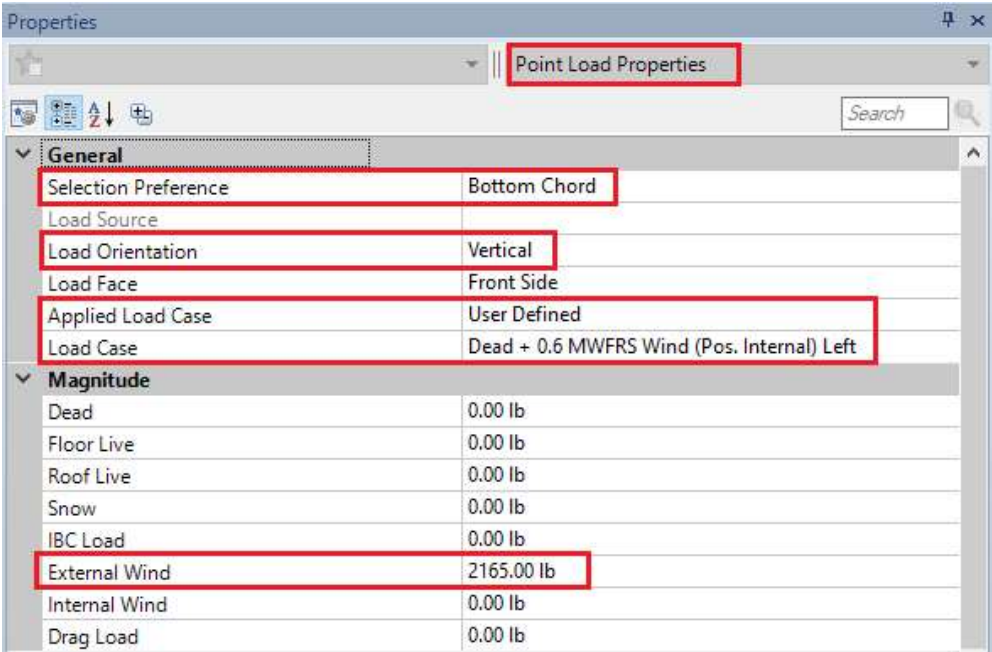 Properties
Point Load Properties
Search
General
Selection Preference Bottom Chord
Load Source
Load Orientation Vertical
Load Face Front Side
Applied Load Case User Defined
Load Case Dead + 0.6 MWFRS Wind (Pos. Internal) Left
Magnitude
Dead 0.00 lb
Floor Live 0.00 lb
Roof Live 0.00 lb
Snow 0.00 lb
IBC Load 0.00 lb
External Wind 2165.00 lb
Internal Wind 0.00 lb
Drag Load 0.00 lb